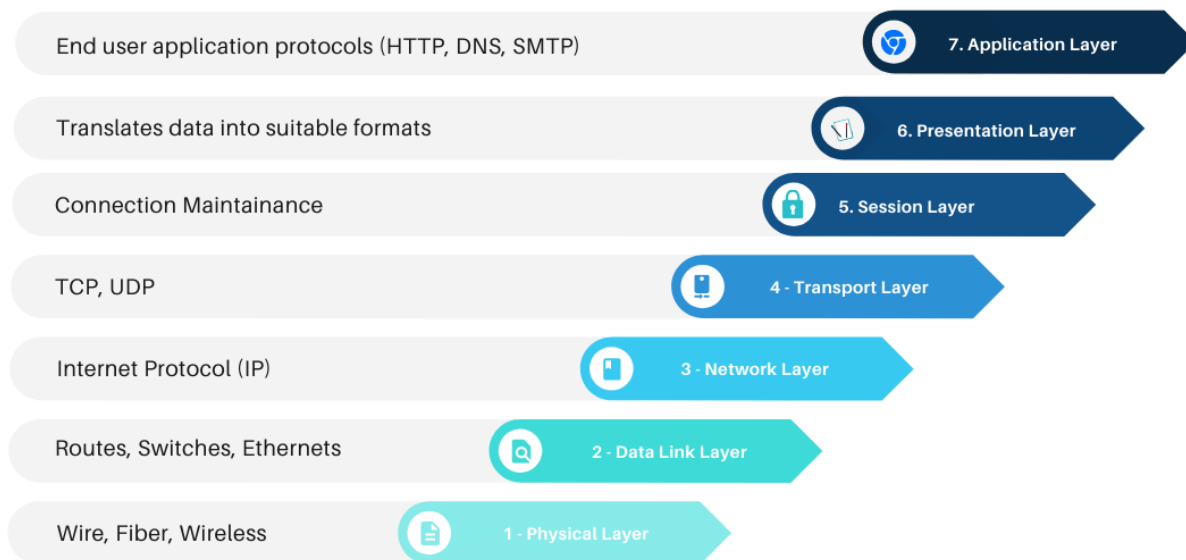 End user application protocols (HTTP, DNS, SMTP)
7. Application Layer
Translates data into suitable formats
6. Presentation Layer
Connection Maintainance
5. Session Layer
TCP, UDP
4 - Transport Layer
Internet Protocol (IP)
3 - Network Layer
Routes, Switches, Ethernets
2 - Data Link Layer
Wire, Fiber, Wireless
1 - Physical Layer